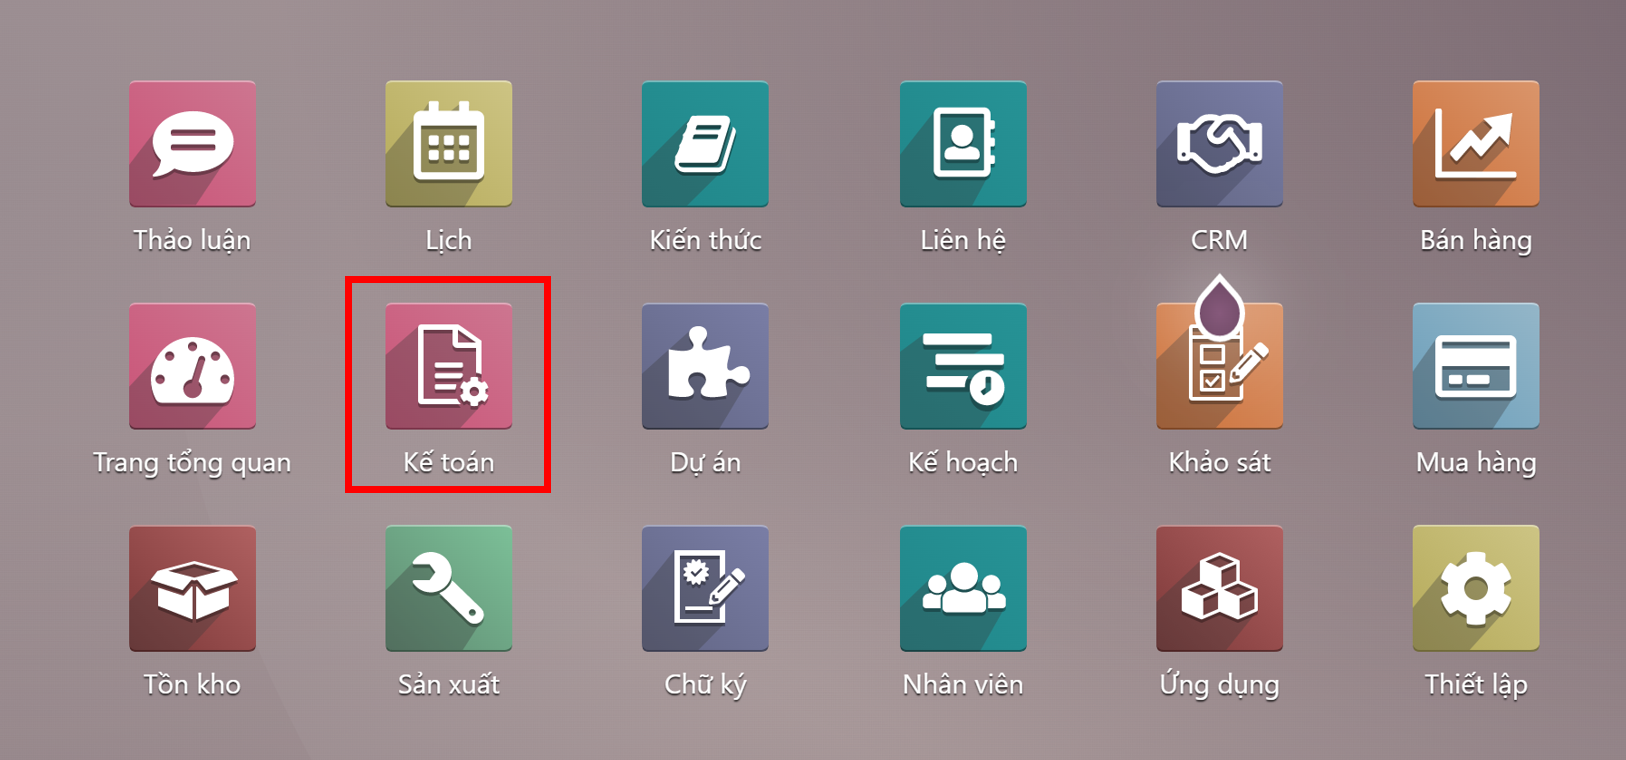 Thảo luận
Lịch
Kiến thức
Liên hệ
CRM
Bán hàng
Trang tổng quan
Kế toán
Dự án
Kế hoạch
Khảo sát
Mua hàng
Tồn kho
Sản xuất
Chữ ký
Nhân viên
Ứng dụng
Thiết lập